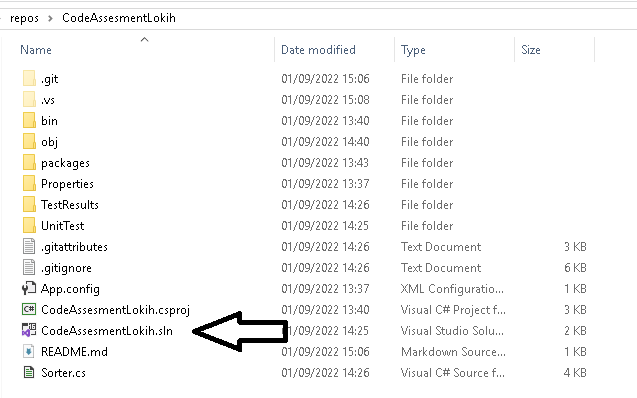 repos > CodeAssesmentLokih
Name Date modified Type Size
.git 01/09/2022 15:06 File folder
.vs 01/09/2022 15:08 File folder
bin 01/09/2022 13:40 File folder
obj 01/09/2022 14:40 File folder
packages 01/09/2022 13:43 File folder
Properties 01/09/2022 13:37 File folder
TestResults 01/09/2022 14:26 File folder
UnitTest 01/09/2022 14:25 File folder
.gitattributes 01/09/2022 14:26 Text Document 3 KB
.gitignore 01/09/2022 14:26 Text Document 6 KB
App.config 01/09/2022 13:37 XML Configuratio... 1 KB
C# CodeAssesmentLokih.csproj 01/09/2022 13:40 Visual C# Project f... 3 KB
CodeAssesmentLokih.sln 01/09/2022 14:25 Visual Studio Solu... 2 KB
README.md 01/09/2022 15:06 Markdown Source... 1 KB
Sorter.cs 01/09/2022 14:26 Visual C# Source F... 4 KB